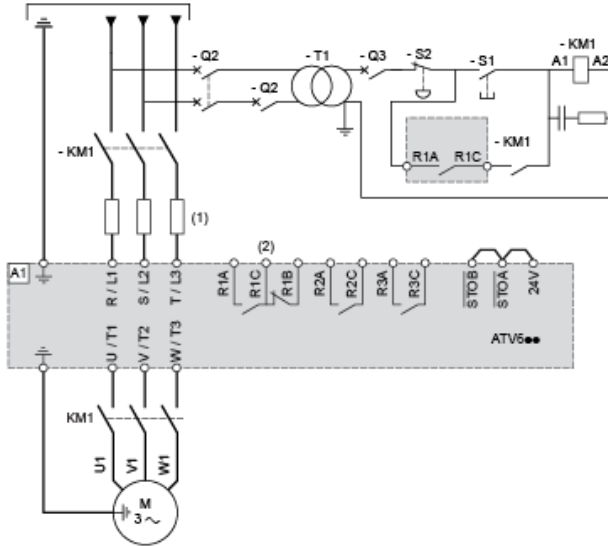 - Q2
- T1
- Q3
- S2
- S1
- KM1
A1
A2
- Q2
- KM1
R1A
R1C
- KM1
(1)
(2)
A1
R / L1
S / L2
T / L3
R1A
R1C
R1B
R2A
R2C
R3A
R3C
STOB
STOA
24V
U / T1
V / T2
W / T3
ATV6●●
KM1
U1
V1
W1
M
3 ~